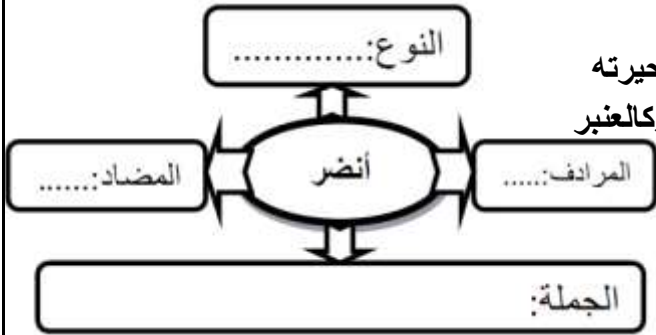 النوع:..............
حيرته
كالعنبر
أنضر
المرادف:.....
المضاد:......
الجملة: